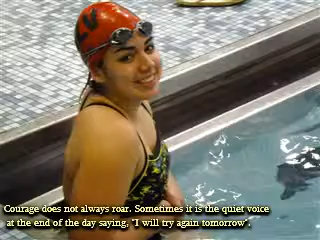 LV
Courage does not always roar. Sometimes it is the quiet voice
at the end of the day saying, "I will try again tomorrow".